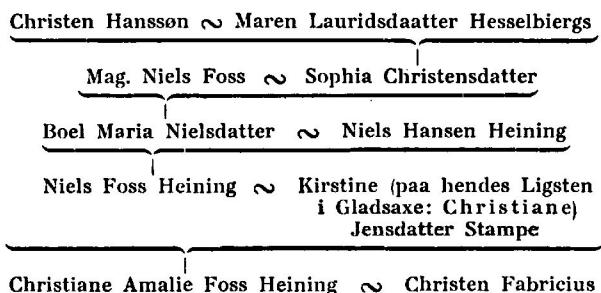 Christen Hanssøn ∾ Maren Lauridsdaatter Hesselbiergs
Mag. Niels Foss ∾ Sophia Christensdatter
Boel Maria Nielsdatter ∾ Niels Hansen Heining
Niels Foss Heining ∾ Kirstine (paa hendes Ligsten
i Gladsaxe: Christiane)
Jensdatter Stampe
Christiane Amalie Foss Heining ∾ Christen Fabricius